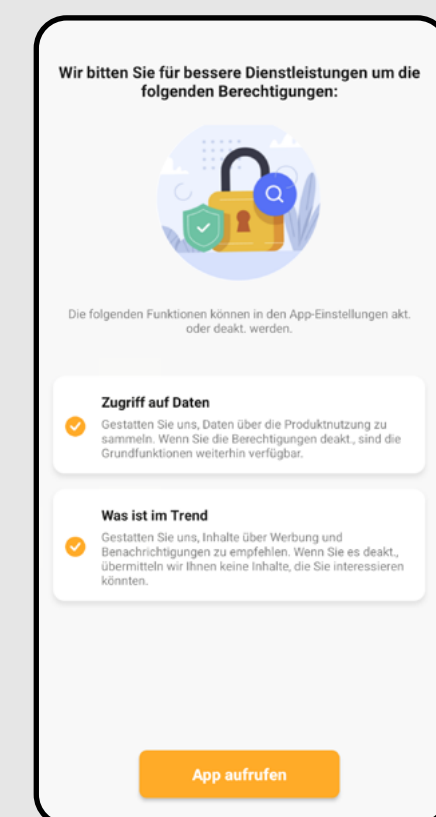 Wir bitten Sie für bessere Dienstleistungen um die
folgenden Berechtigungen:
Die folgenden Funktionen können in den App-Einstellungen akt.
oder deakt. werden.
Zugriff auf Daten
Gestatten Sie uns, Daten über die Produktnutzung zu
sammeln. Wenn Sie die Berechtigungen deakt., sind die
Grundfunktionen weiterhin verfügbar.
Was ist im Trend
Gestatten Sie uns, Inhalte über Werbung und
Benachrichtigungen zu empfehlen. Wenn Sie es deakt.,
übermitteln wir Ihnen keine Inhalte, die Sie interessieren
könnten.
App aufrufen